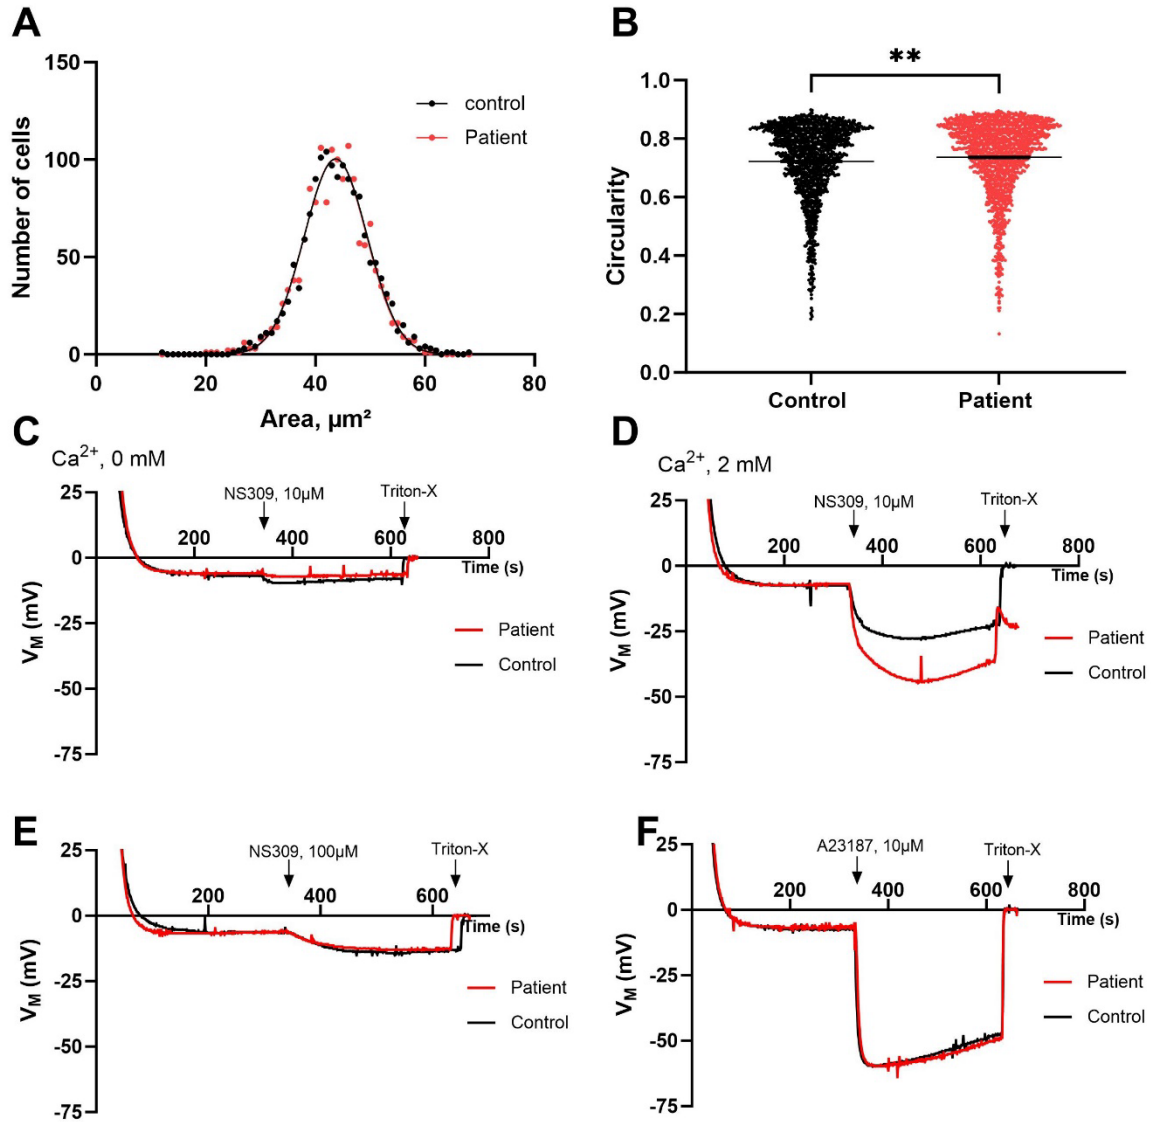 A
150
100
50
0
0
20
40
60
80
Number of cells
Area, µm²
control
Patient
B
**
1.0
0.8
0.6
0.4
0.2
0.0
Circularity
Control
Patient
C
Ca²⁺, 0 mM
NS309, 10µM
Triton-X
25
0
-25
-50
-75
200
400
600
800
Time (s)
V_M (mV)
Patient
Control
D
Ca²⁺, 2 mM
NS309, 10µM
Triton-X
25
0
-25
-50
-75
200
400
600
800
Time (s)
V_M (mV)
Patient
Control
E
NS309, 100µM
Triton-X
25
0
-25
-50
-75
200
400
600
Time (s)
V_M (mV)
Patient
Control
F
A23187, 10µM
Triton-X
25
0
-25
-50
-75
200
400
600
800
Time (s)
V_M (mV)
Patient
Control